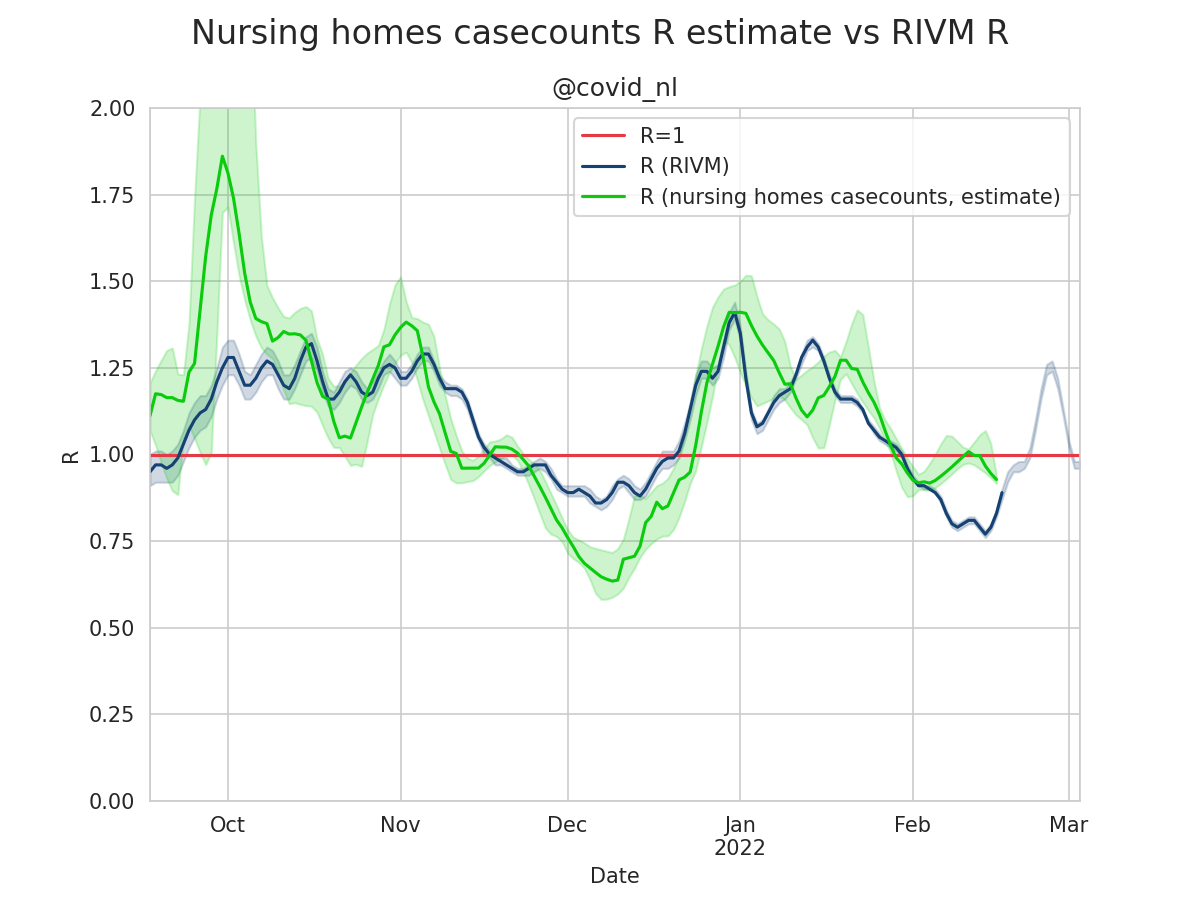 Nursing homes casecounts R estimate vs RIVM R
@covid_nl
R=1
R (RIVM)
R (nursing homes casecounts, estimate)
2.00
1.75
1.50
1.25
1.00
0.75
0.50
0.25
0.00
R
Oct
Nov
Dec
Jan
2022
Feb
Mar
Date